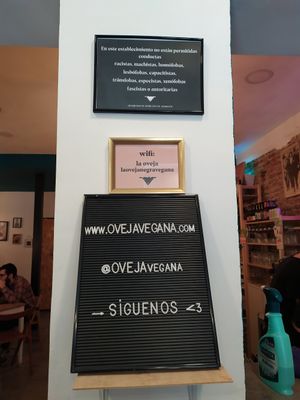 En este establecimiento no están permitidas
conductas
racistas, machistas, homófobas,
lesbófobas, capacitistas,
tránsfobas, especistas, xenófobas
fascistas o autoritarias
wifi:
la oveja
laovejanegravegana
www.OVEJAVEGANA.COM
@OVEJAVEGANA
SÍGUENOS <3